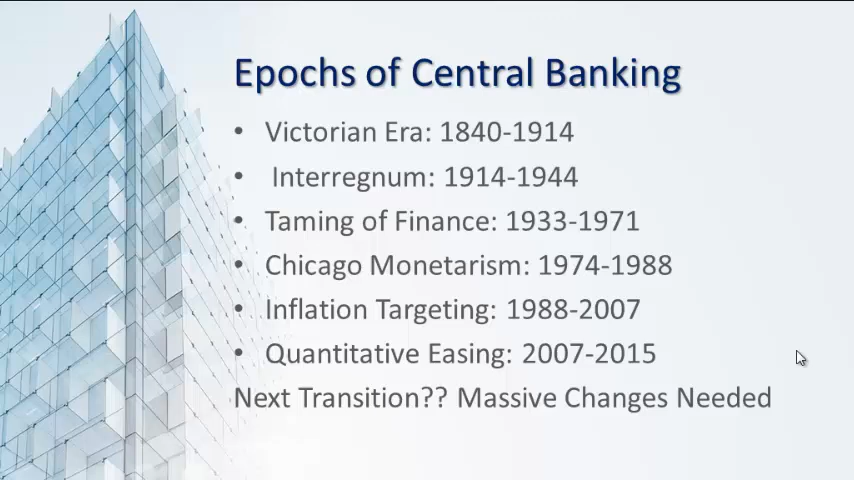 Epochs of Central Banking
• Victorian Era: 1840-1914
• Interregnum: 1914-1944
• Taming of Finance: 1933-1971
• Chicago Monetarism: 1974-1988
• Inflation Targeting: 1988-2007
• Quantitative Easing: 2007-2015
Next Transition?? Massive Changes Needed